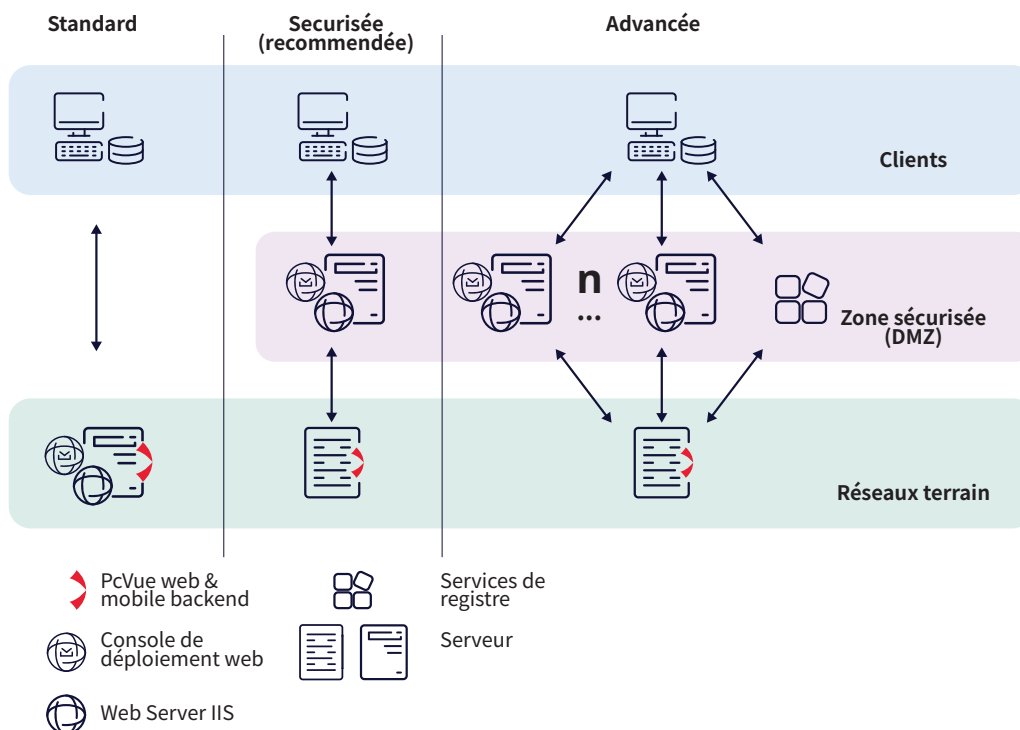 Standard
Securisée
(recommendée)
Advancée
Clients
n
...
Zone sécurisée
(DMZ)
Réseaux terrain
PcVue web &
mobile backend
Console de
déploiement web
Web Server IIS
Services de
registre
Serveur